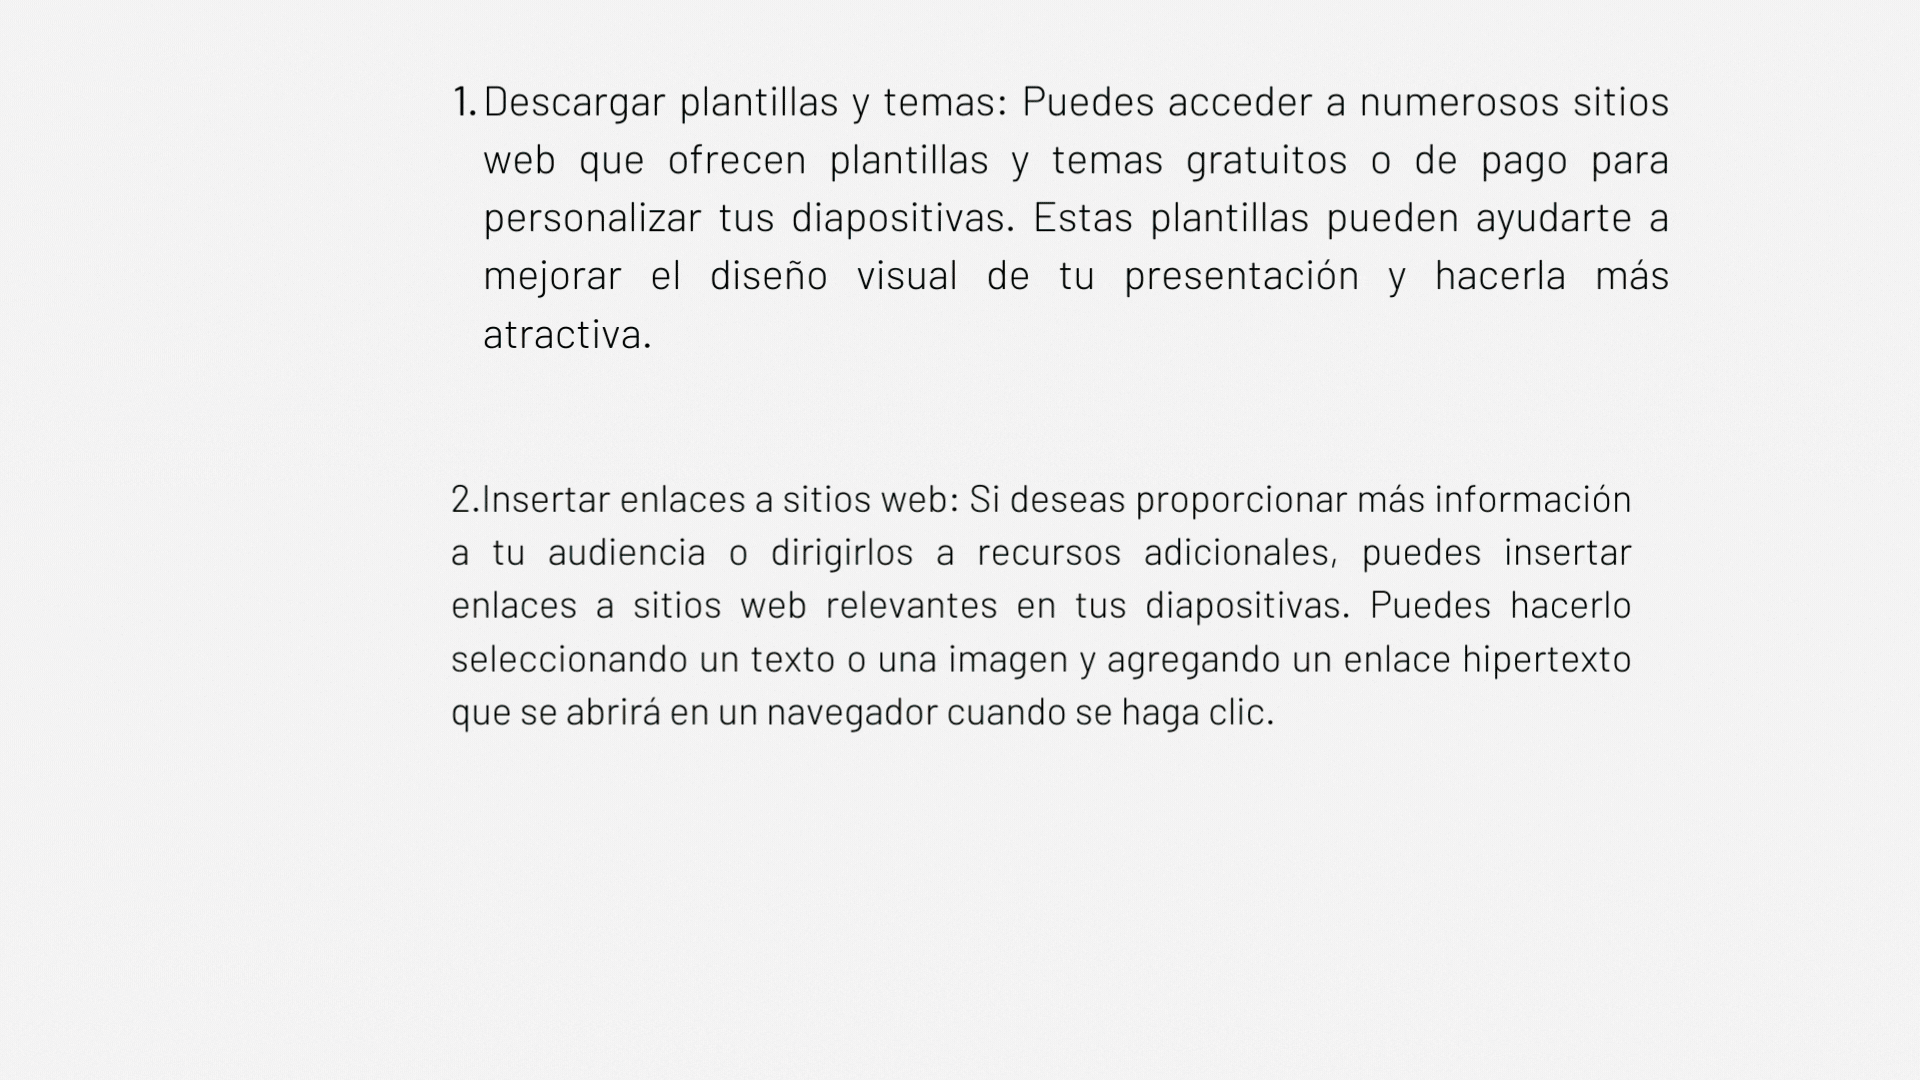 1. Descargar plantillas y temas: Puedes acceder a numerosos sitios
web que ofrecen plantillas y temas gratuitos o de pago para
personalizar tus diapositivas. Estas plantillas pueden ayudarte a
mejorar el diseño visual de tu presentación y hacerla más
atractiva.
2.Insertar enlaces a sitios web: Si deseas proporcionar más información
a tu audiencia o dirigirlos a recursos adicionales, puedes insertar
enlaces a sitios web relevantes en tus diapositivas. Puedes hacerlo
seleccionando un texto o una imagen y agregando un enlace hipertexto
que se abrirá en un navegador cuando se haga clic.